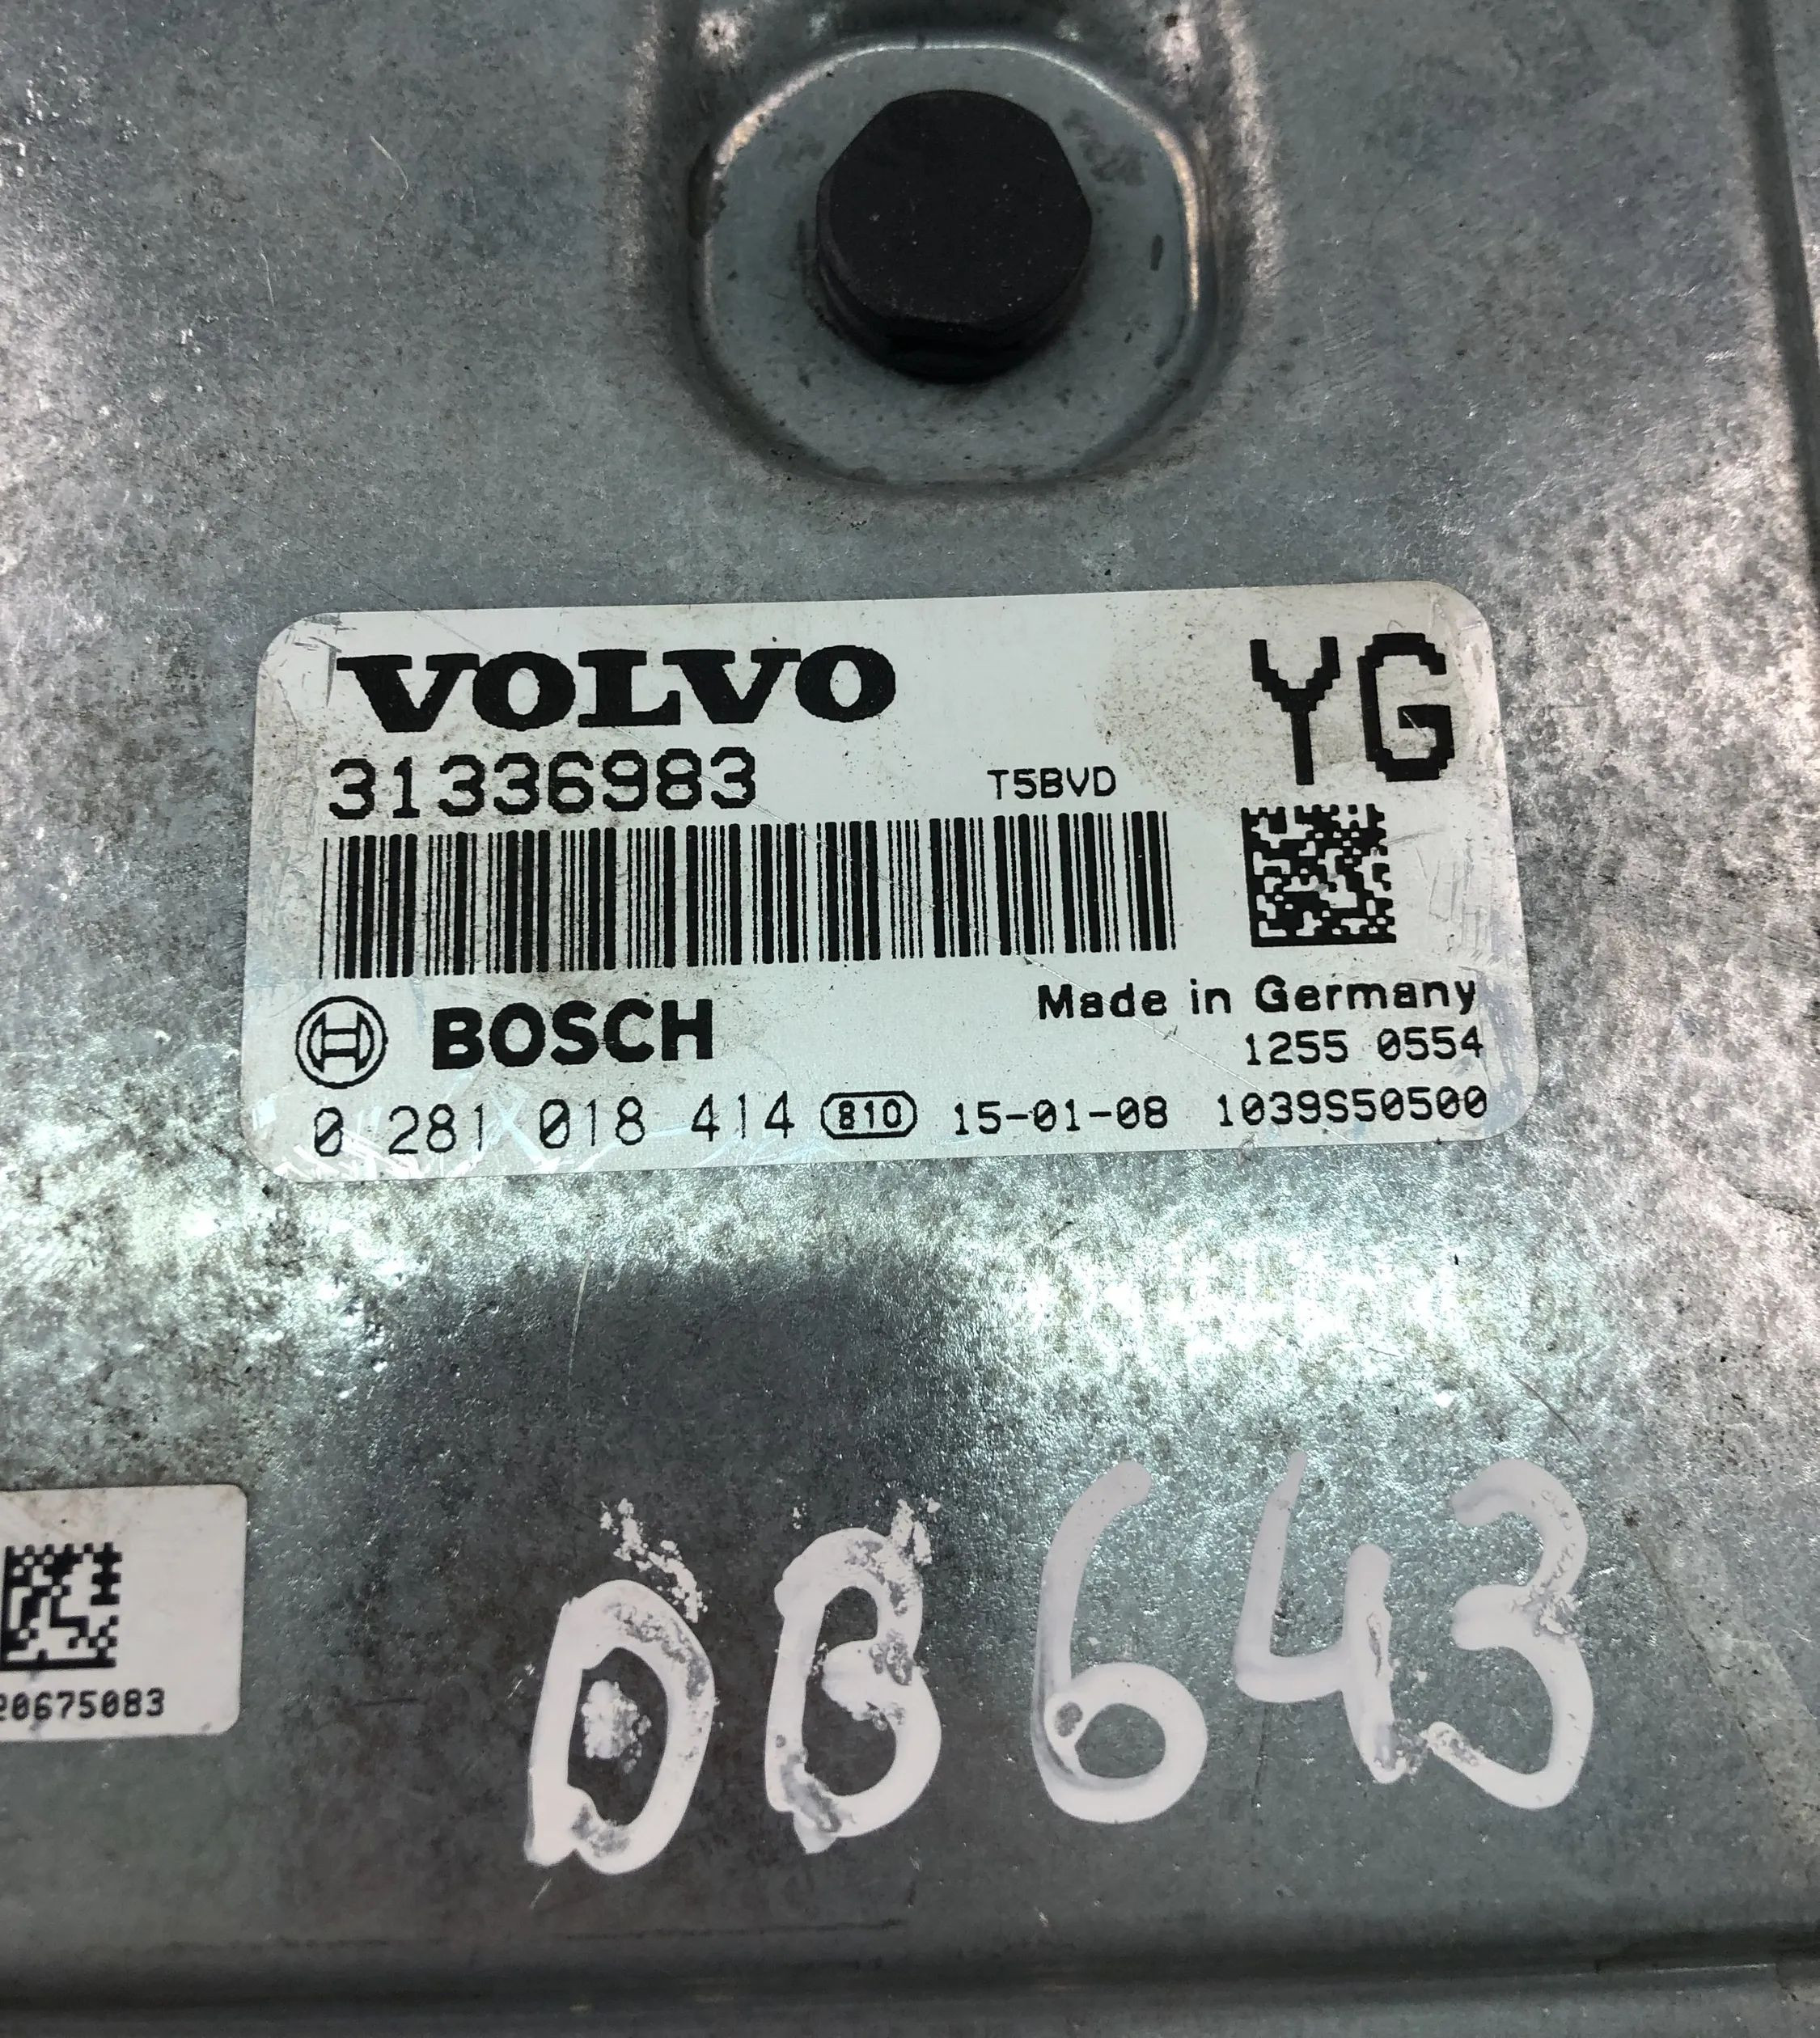 VOLVO YG
31336983 T5BVD
BOSCH Made in Germany
1255 0554
0 281 018 414 810 15-01-08 1039S50500
20675083
DB643